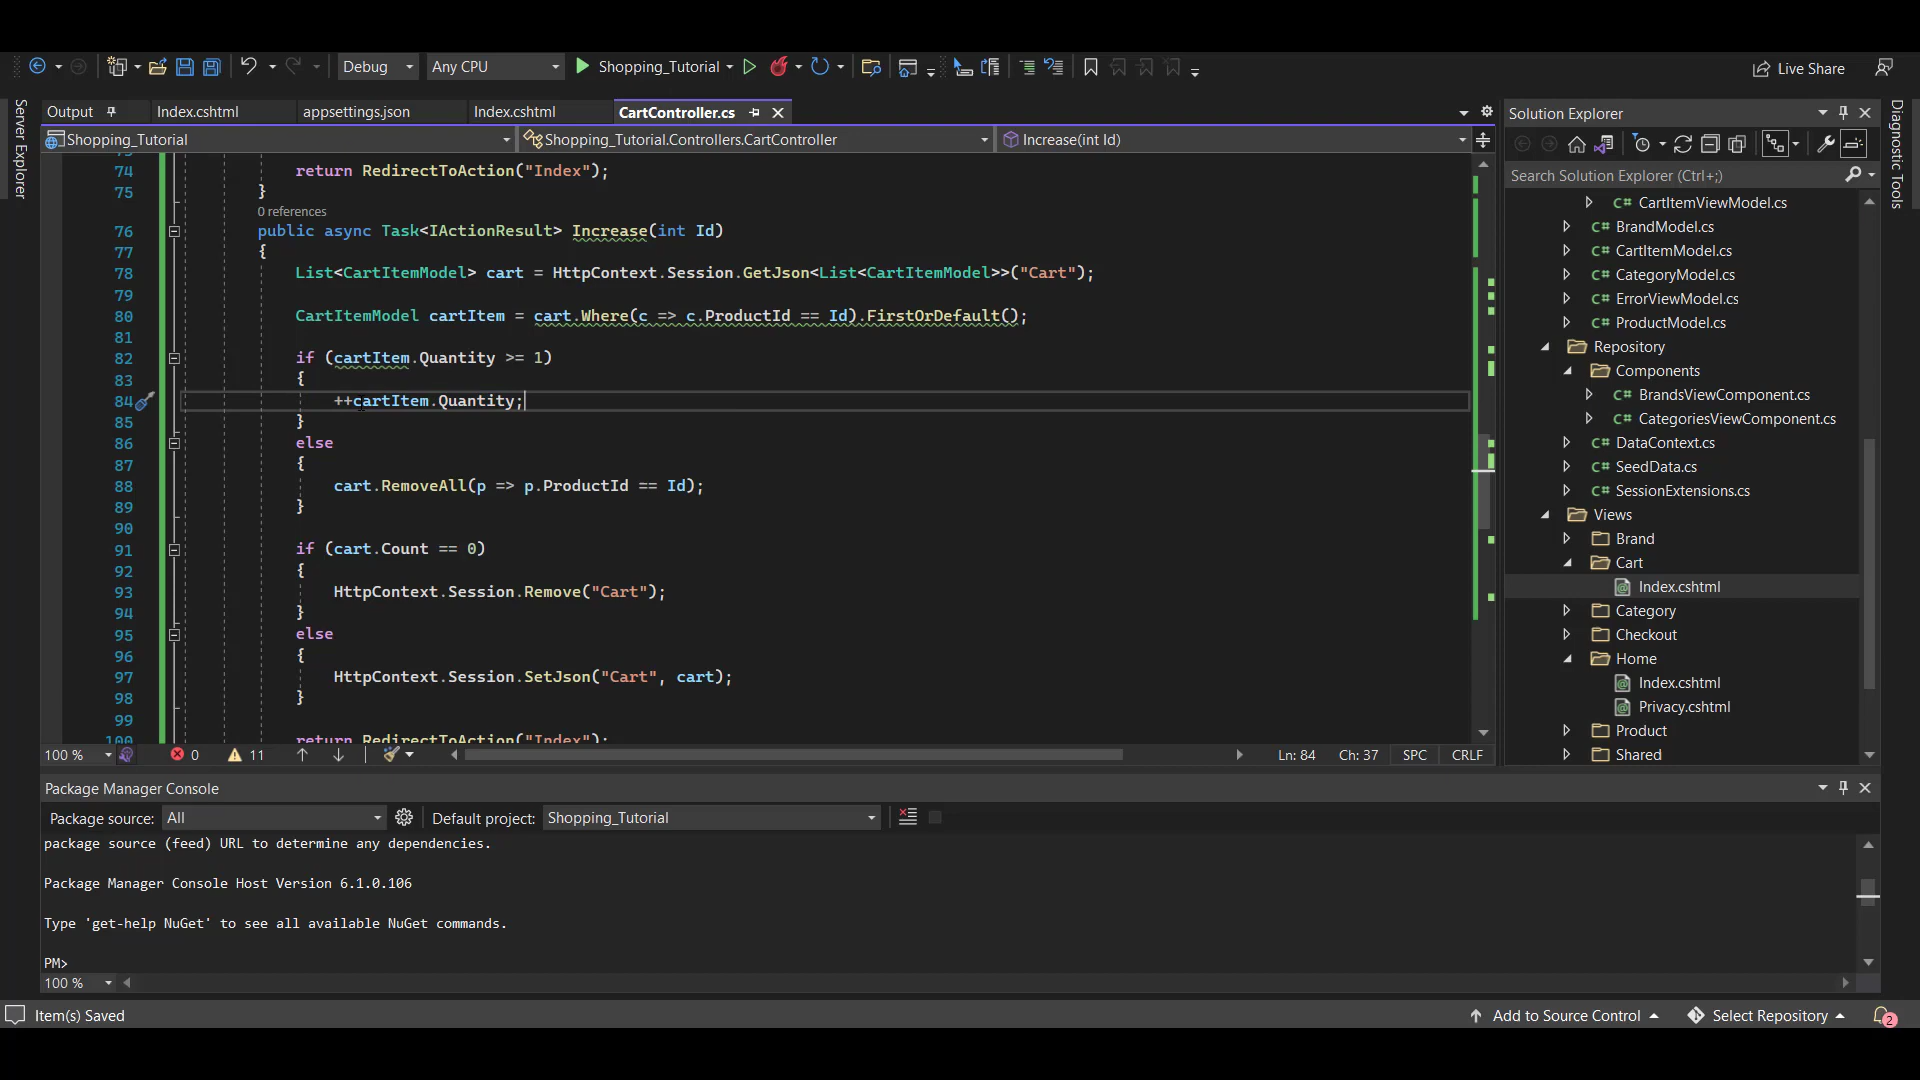 Debug
Any CPU
Shopping_Tutorial
Live Share
Server Explorer
Output
Index.cshtml
appsettings.json
Index.cshtml
CartController.cs
Shopping_Tutorial
Shopping_Tutorial.Controllers.CartController
Increase(int Id)
74 return RedirectToAction("Index");
75 }
0 references
76 public async Task<IActionResult> Increase(int Id)
77 {
78 List<CartItemModel> cart = HttpContext.Session.GetJson<List<CartItemModel>>("Cart");
79
80 CartItemModel cartItem = cart.Where(c => c.ProductId == Id).FirstOrDefault();
81
82 if (cartItem.Quantity >= 1)
83 {
84 ++cartItem.Quantity;
85 }
86 else
87 {
88 cart.RemoveAll(p => p.ProductId == Id);
89 }
90
91 if (cart.Count == 0)
92 {
93 HttpContext.Session.Remove("Cart");
94 }
95 else
96 {
97 HttpContext.Session.SetJson("Cart", cart);
98 }
99
100 return RedirectToAction("Index");
100 %
0
11
Ln: 84
Ch: 37
SPC
CRLF
Solution Explorer
Search Solution Explorer (Ctrl+;)
C# CartItemViewModel.cs
C# BrandModel.cs
C# CartItemModel.cs
C# CategoryModel.cs
C# ErrorViewModel.cs
C# ProductModel.cs
Repository
Components
C# BrandsViewComponent.cs
C# CategoriesViewComponent.cs
C# DataContext.cs
C# SeedData.cs
C# SessionExtensions.cs
Views
Brand
Cart
Index.cshtml
Category
Checkout
Home
Index.cshtml
Privacy.cshtml
Product
Shared
Diagnostic Tools
Package Manager Console
Package source: All
Default project: Shopping_Tutorial
package source (feed) URL to determine any dependencies.
Package Manager Console Host Version 6.1.0.106
Type 'get-help NuGet' to see all available NuGet commands.
PM>
100 %
Item(s) Saved
Add to Source Control
Select Repository
2